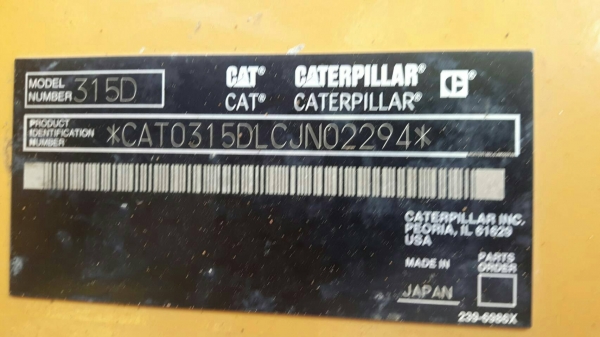 MODEL NUMBER 315D
CAT® CATERPILLAR® C
CAT® CATERPILLAR®
PRODUCT IDENTIFICATION NUMBER *CAT0315DLCJN02294*
CATERPILLAR INC.
PEORIA, IL 61629
USA
MADE IN
JAPAN
PARTS ORDER
239-5986X